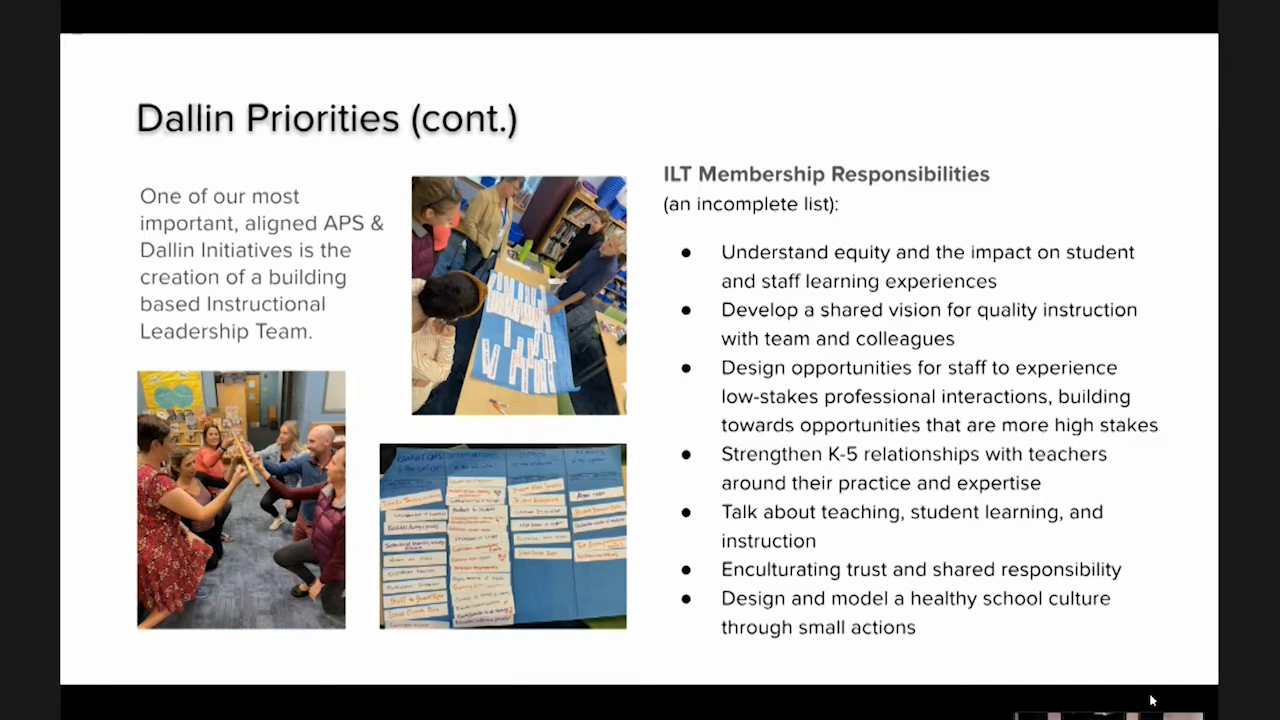 Dallin Priorities (cont.)
One of our most
important, aligned APS &
Dallin Initiatives is the
creation of a building
based Instructional
Leadership Team.
ILT Membership Responsibilities
(an incomplete list):
● Understand equity and the impact on student
and staff learning experiences
● Develop a shared vision for quality instruction
with team and colleagues
● Design opportunities for staff to experience
low-stakes professional interactions, building
towards opportunities that are more high stakes
● Strengthen K-5 relationships with teachers
around their practice and expertise
● Talk about teaching, student learning, and
instruction
● Enculturating trust and shared responsibility
● Design and model a healthy school culture
through small actions